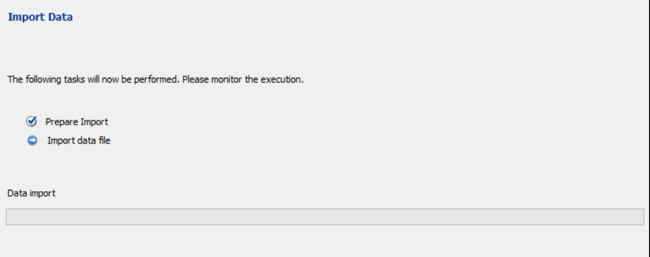 Import Data
The following tasks will now be performed. Please monitor the execution.
Prepare Import
Import data file
Data import